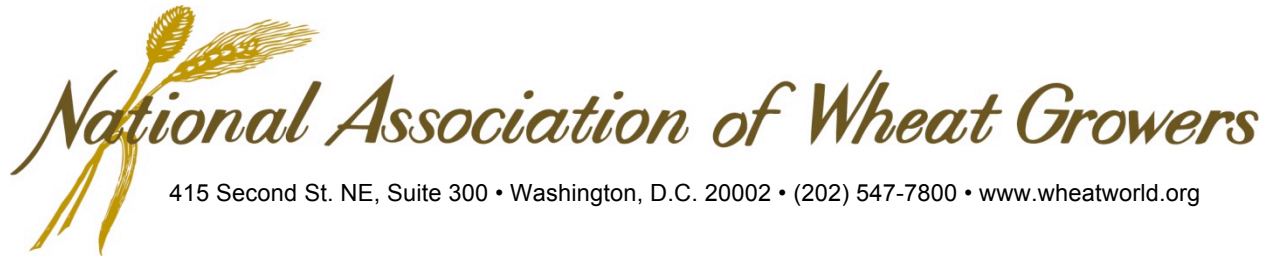 National Association of Wheat Growers
415 Second St. NE, Suite 300 • Washington, D.C. 20002 • (202) 547-7800 • www.wheatworld.org